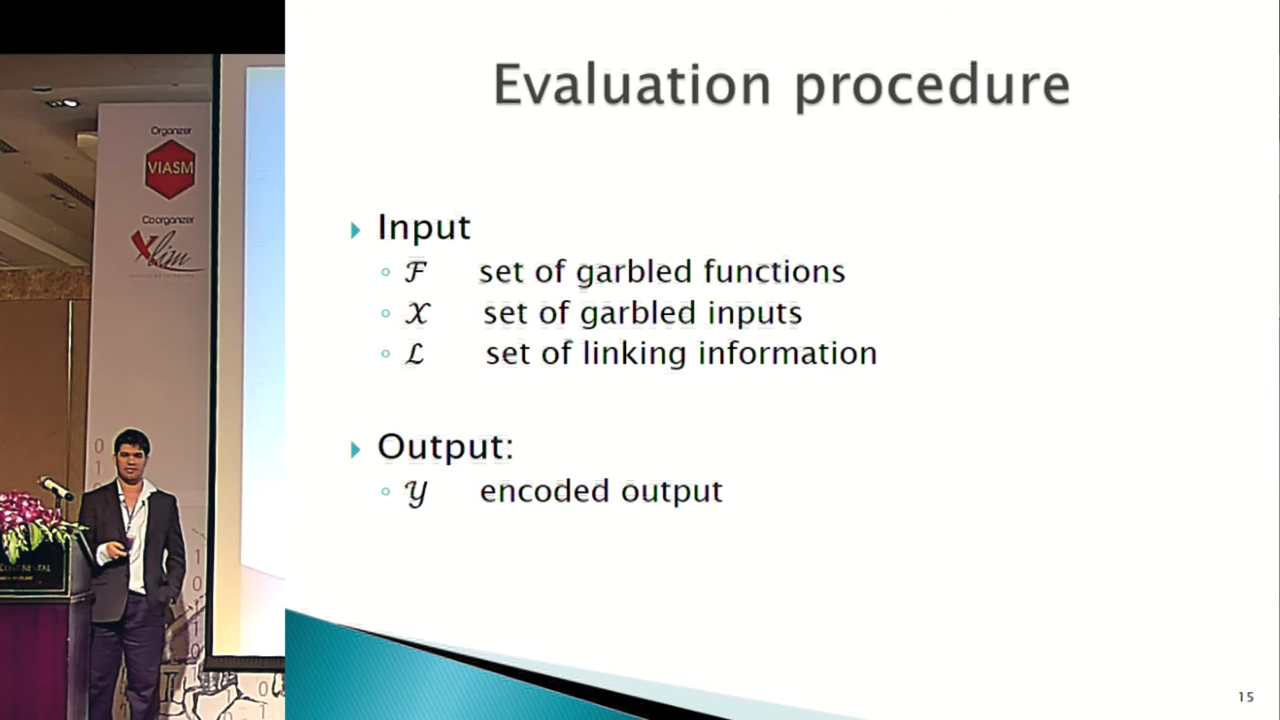 Evaluation procedure
Input
ℱ set of garbled functions
𝒳 set of garbled inputs
ℒ set of linking information
Output:
𝒴 encoded output
15
Organizer
VIASM
Coorganizer
Xlim